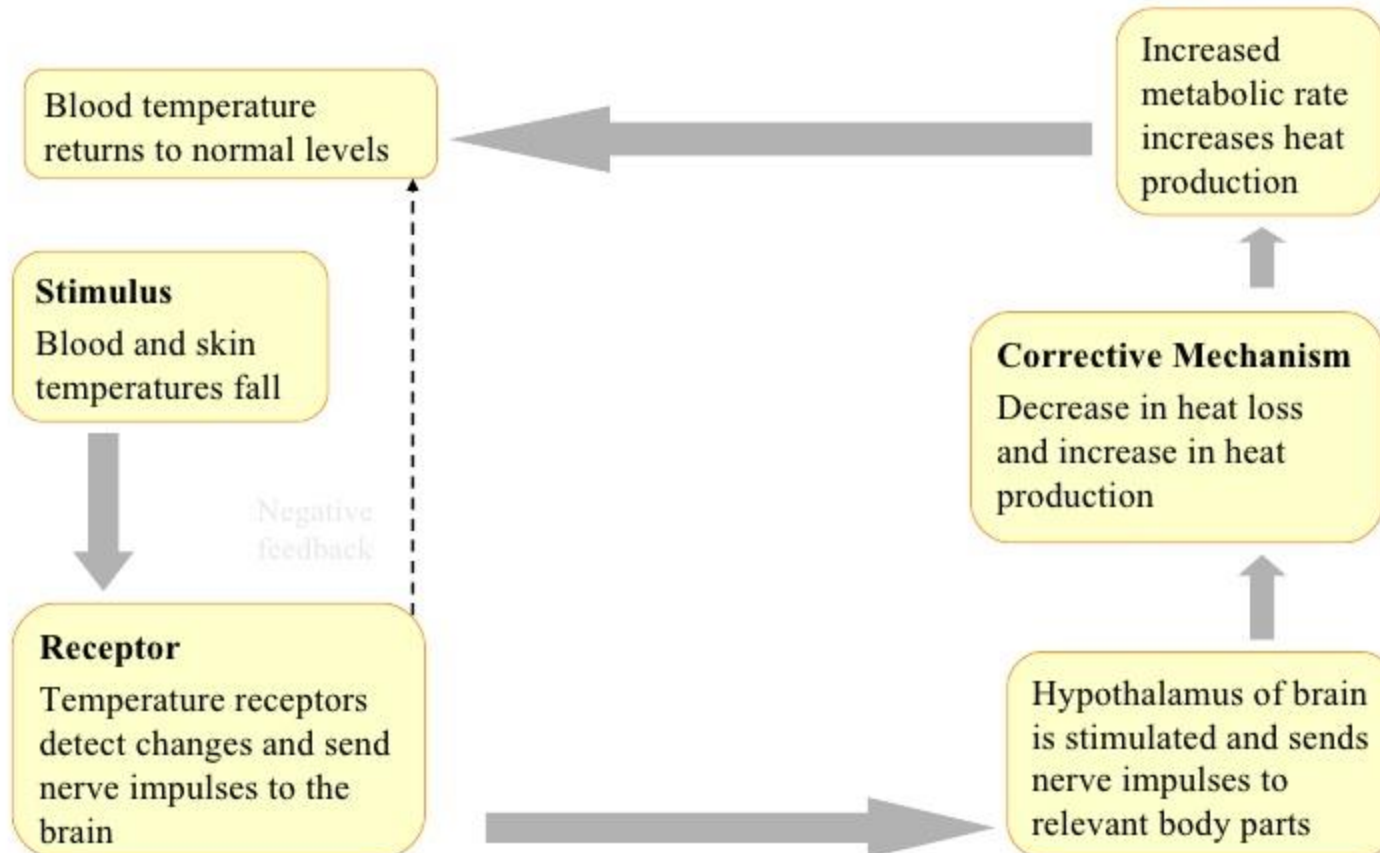 Blood temperature
returns to normal levels
Increased
metabolic rate
increases heat
production
Stimulus
Blood and skin
temperatures fall
Corrective Mechanism
Decrease in heat loss
and increase in heat
production
Negative
feedback
Receptor
Temperature receptors
detect changes and send
nerve impulses to the
brain
Hypothalamus of brain
is stimulated and sends
nerve impulses to
relevant body parts